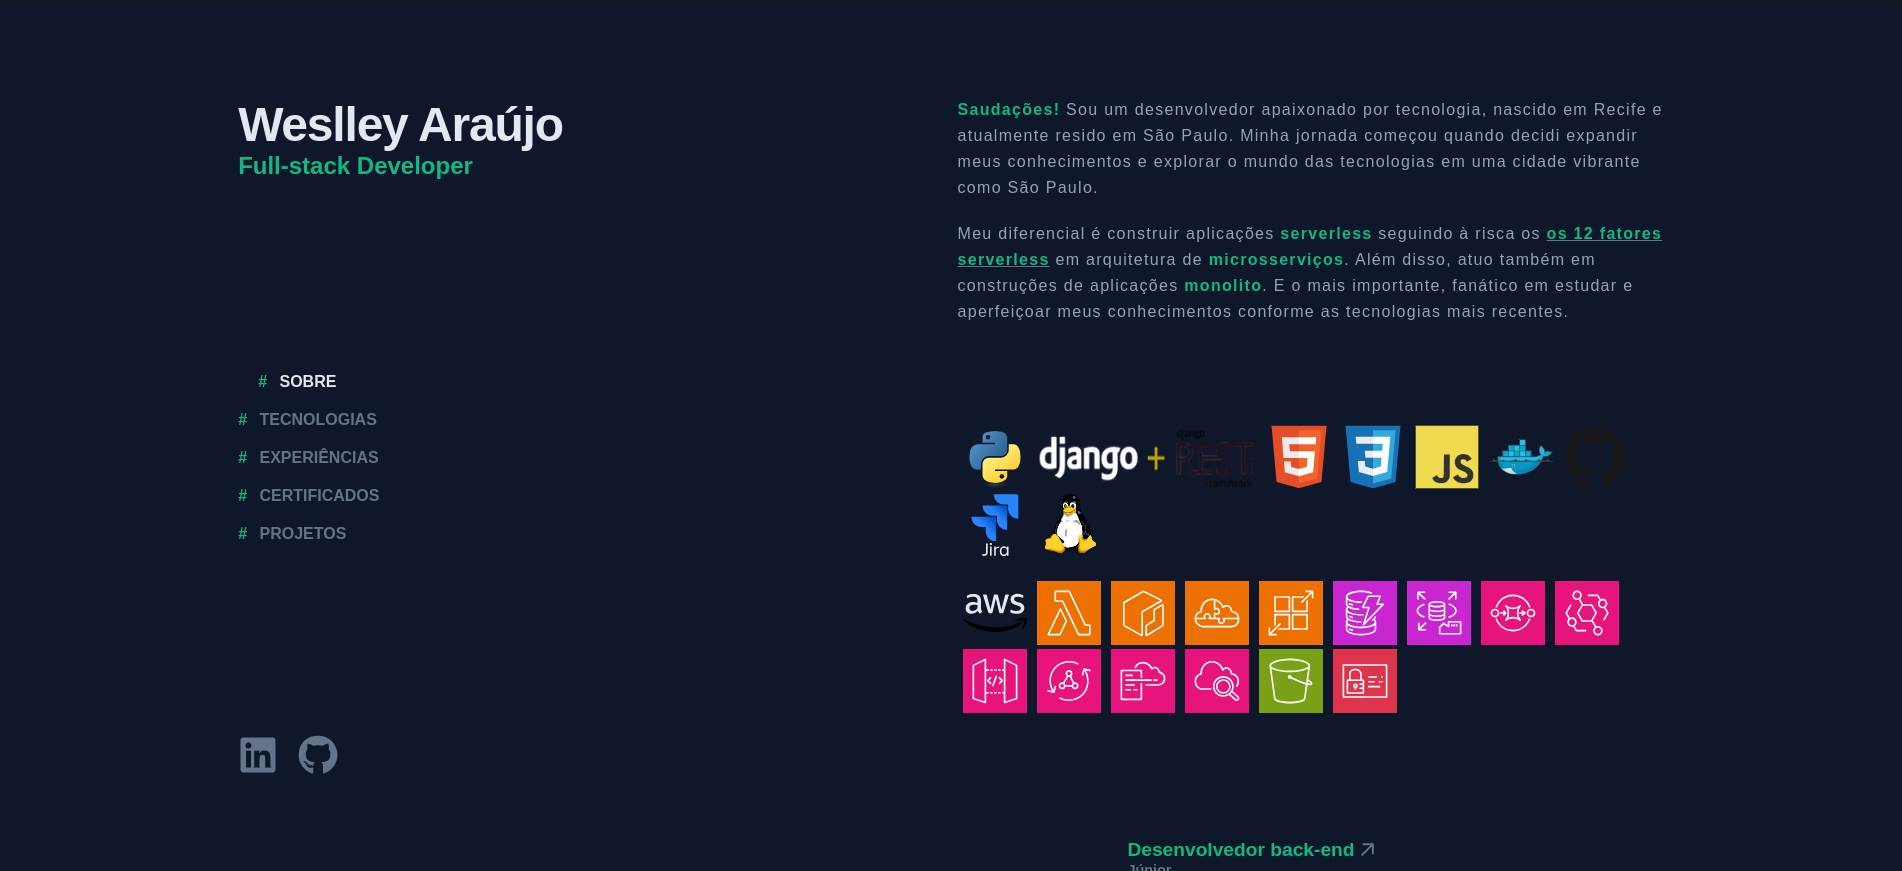 Weslley Araújo
Full-stack Developer
# SOBRE
# TECNOLOGIAS
# EXPERIÊNCIAS
# CERTIFICADOS
# PROJETOS
in
Saudações! Sou um desenvolvedor apaixonado por tecnologia, nascido em Recife e
atualmente resido em São Paulo. Minha jornada começou quando decidi expandir
meus conhecimentos e explorar o mundo das tecnologias em uma cidade vibrante
como São Paulo.
Meu diferencial é construir aplicações serverless seguindo à risca os os 12 fatores
serverless em arquitetura de microsserviços. Além disso, atuo também em
construções de aplicações monolito. E o mais importante, fanático em estudar e
aperfeiçoar meus conhecimentos conforme as tecnologias mais recentes.
django + django REST framework 5 3 JS
Jira
aws
Desenvolvedor back-end
Júnior